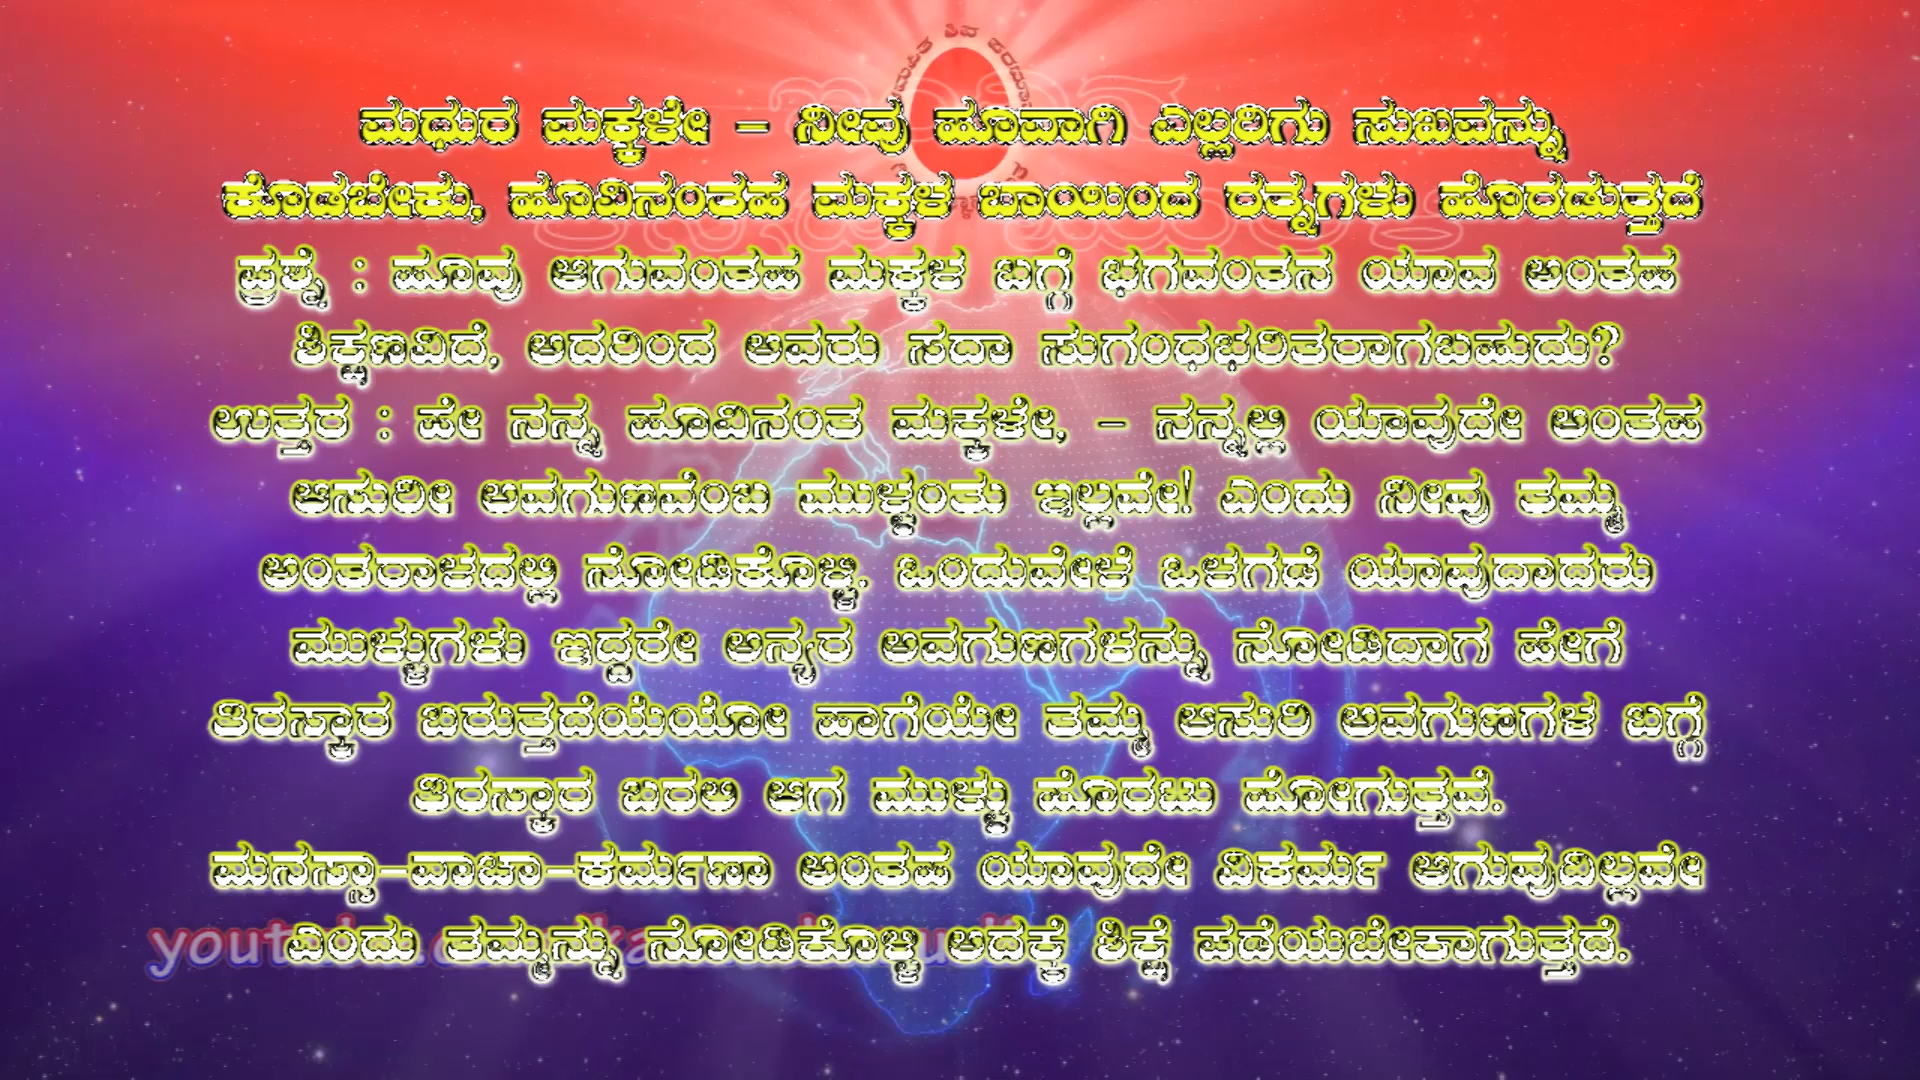 ಮಧುರ ಮಕ್ಕಳೇ – ನೀವು ಹೂವಾಗಿ ಎಲ್ಲರಿಗು ಸುಖವನ್ನು
ಕೊಡಬೇಕು, ಹೂವಿನಂತಹ ಮಕ್ಕಳ ಬಾಯಿಂದ ರತ್ನಗಳು ಹೊರಡುತ್ತದೆ
ಪ್ರಶ್ನೆ : ಹೂವು ಆಗುವಂತಹ ಮಕ್ಕಳ ಬಗ್ಗೆ ಭಗವಂತನ ಯಾವ ಅಂತಹ
ಶಿಕ್ಷಣವಿದೆ, ಅದರಿಂದ ಅವರು ಸದಾ ಸುಗಂಧಭರಿತರಾಗಬಹುದು?
ಉತ್ತರ : ಹೇ ನನ್ನ ಹೂವಿನಂತ ಮಕ್ಕಳೇ, – ನನ್ನಲ್ಲಿ ಯಾವುದೇ ಅಂತಹ
ಆಸುರೀ ಅವಗುಣವೆಂಬ ಮುಳ್ಳಂತು ಇಲ್ಲವೇ! ಎಂದು ನೀವು ತಮ್ಮ
ಅಂತರಾಳದಲ್ಲಿ ನೋಡಿಕೊಳ್ಳಿ. ಒಂದುವೇಳೆ ಒಳಗಡೆ ಯಾವುದಾದರು
ಮುಳ್ಳುಗಳು ಇದ್ದರೇ ಅನ್ಯರ ಅವಗುಣಗಳನ್ನು ನೋಡಿದಾಗ ಹೇಗೆ
ತಿರಸ್ಕಾರ ಬರುತ್ತದೆಯೆಯೋ ಹಾಗೆಯೇ ತಮ್ಮ ಆಸುರಿ ಅವಗುಣಗಳ ಬಗ್ಗೆ
ತಿರಸ್ಕಾರ ಬರಲಿ ಆಗ ಮುಳ್ಳು ಹೊರಟು ಹೋಗುತ್ತವೆ.
ಮನಸ್ಸಾ–ವಾಚಾ–ಕರ್ಮಣಾ ಅಂತಹ ಯಾವುದೇ ವಿಕರ್ಮ ಆಗುವುದಿಲ್ಲವೇ
ಎಂದು ತಮ್ಮನ್ನು ನೋಡಿಕೊಳ್ಳಿ ಅದಕ್ಕೆ ಶಿಕ್ಷೆ ಪಡೆಯಬೇಕಾಗುತ್ತದೆ.